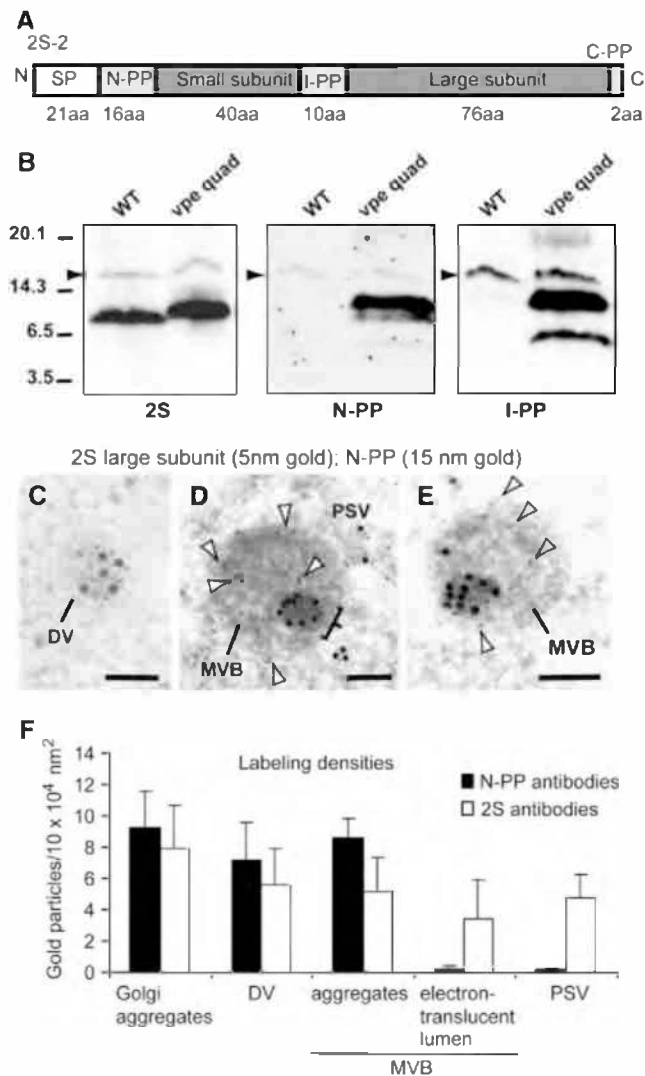 A
2S-2
C-PP
N SP N-PP Small subunit I-PP Large subunit C
21aa 16aa 40aa 10aa 76aa 2aa
B
WT vpe quad WT vpe quad WT vpe quad
20.1
14.3
6.5
3.5
2S N-PP I-PP
2S large subunit (5nm gold); N-PP (15 nm gold)
C D E
PSV
DV MVB MVB
F
Labeling densities
N-PP antibodies
2S antibodies
Gold particles/10 x 10⁴ nm²
14
12
10
8
6
4
2
0
Golgi aggregates
DV
aggregates
electron-translucent lumen
PSV
MVB